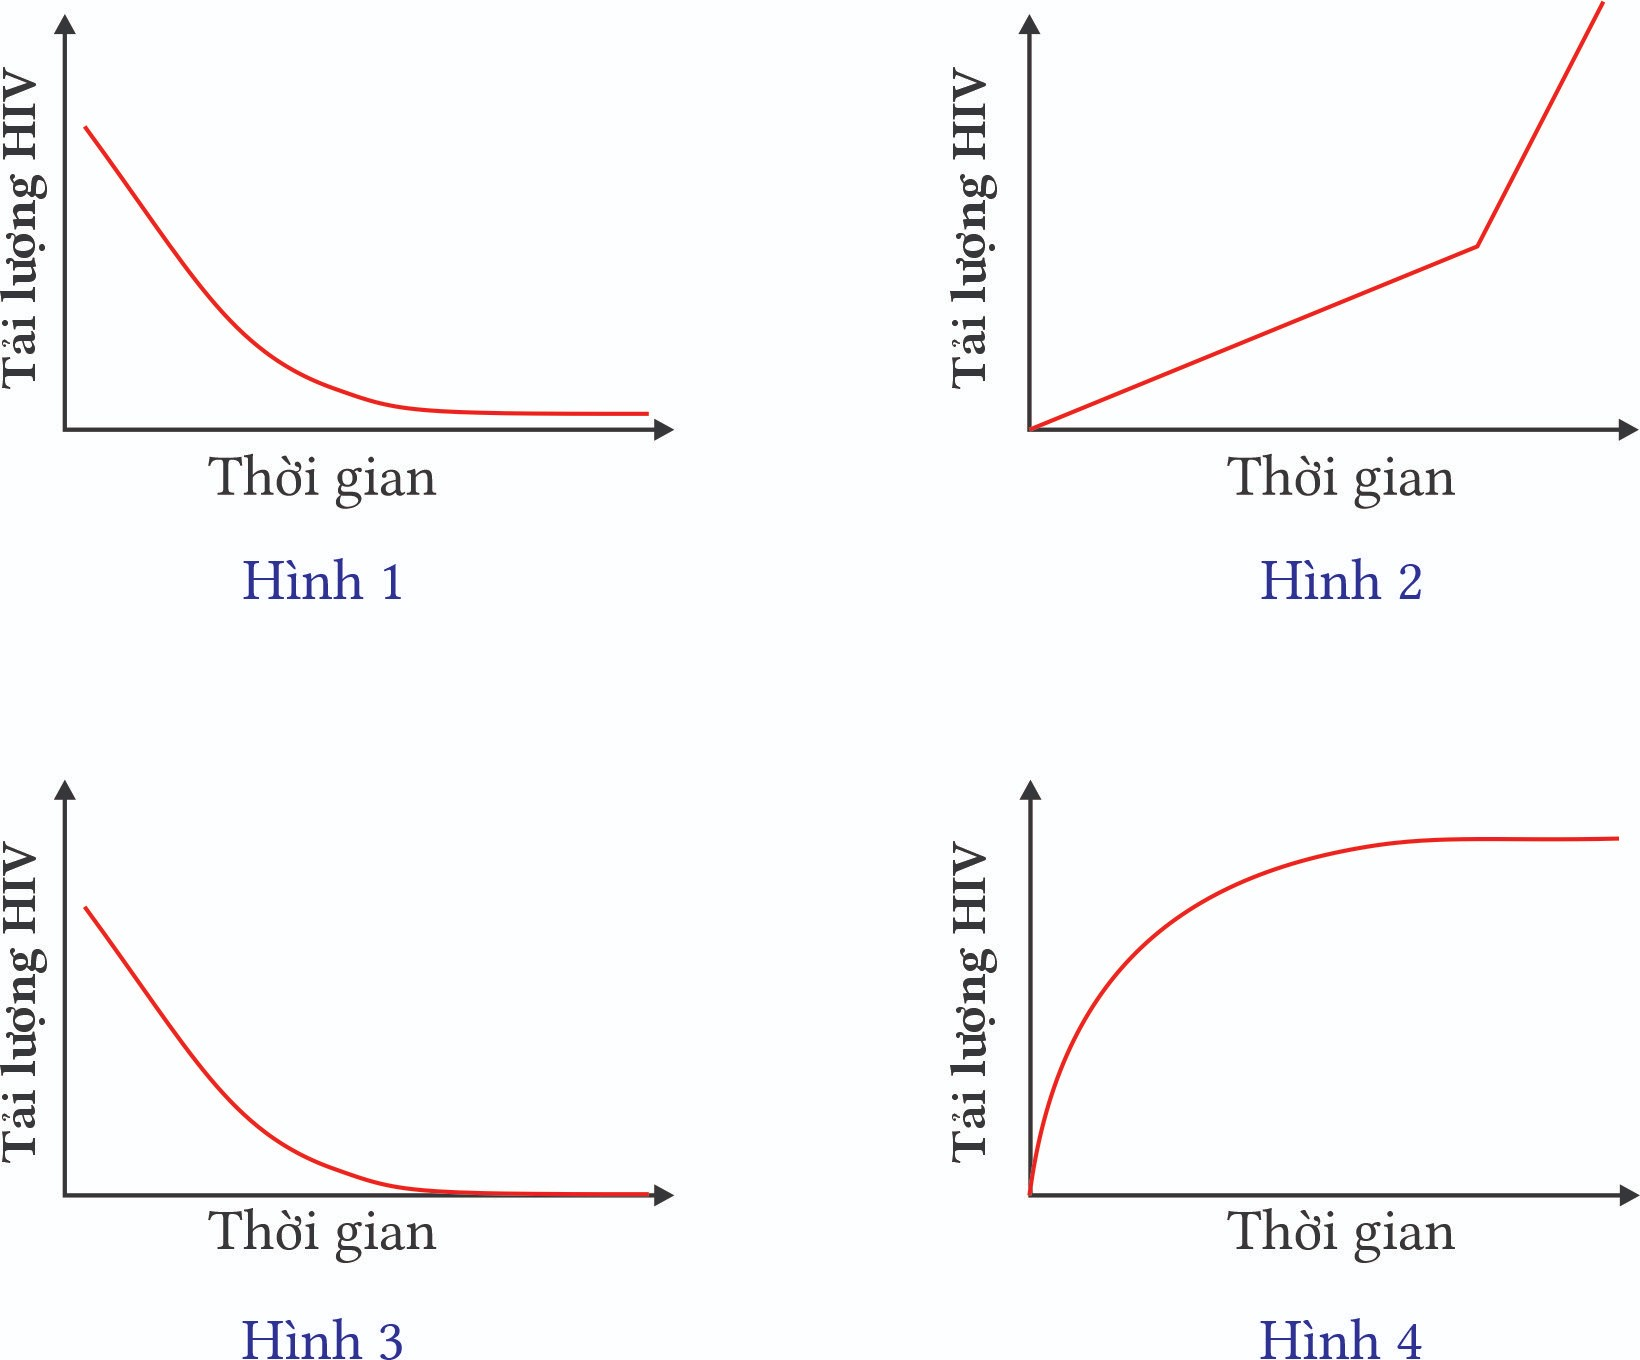 Tải lượng HIV
Thời gian
Hình 1
Tải lượng HIV
Thời gian
Hình 2
Tải lượng HIV
Thời gian
Hình 3
Tải lượng HIV
Thời gian
Hình 4